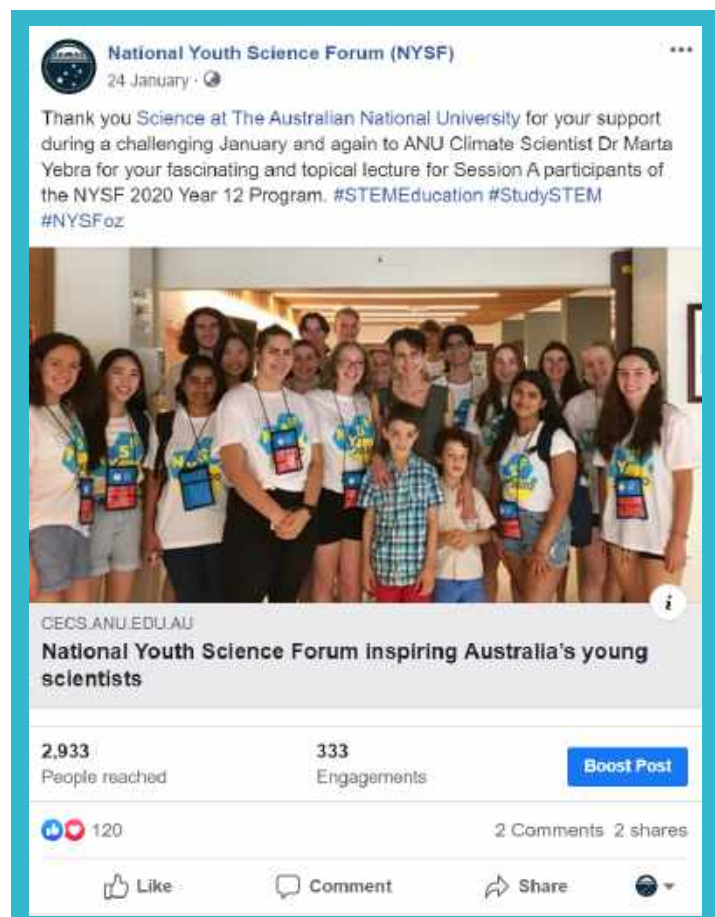 National Youth Science Forum (NYSF)
24 January ·
Thank you Science at The Australian National University for your support
during a challenging January and again to ANU Climate Scientist Dr Marta
Yebra for your fascinating and topical lecture for Session A participants of
the NYSF 2020 Year 12 Program. #STEMEducation #StudySTEM
#NYSFoz
CECS.ANU.EDU.AU
National Youth Science Forum inspiring Australia's young
scientists
2,933
People reached
333
Engagements
Boost Post
120
2 Comments 2 shares
Like
Comment
Share